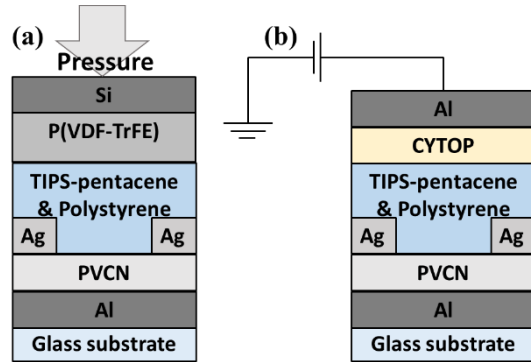 (a)
Pressure
Si
P(VDF-TrFE)
TIPS-pentacene
& Polystyrene
Ag Ag
PVCN
Al
Glass substrate
(b)
Al
CYTOP
TIPS-pentacene
& Polystyrene
Ag Ag
PVCN
Al
Glass substrate